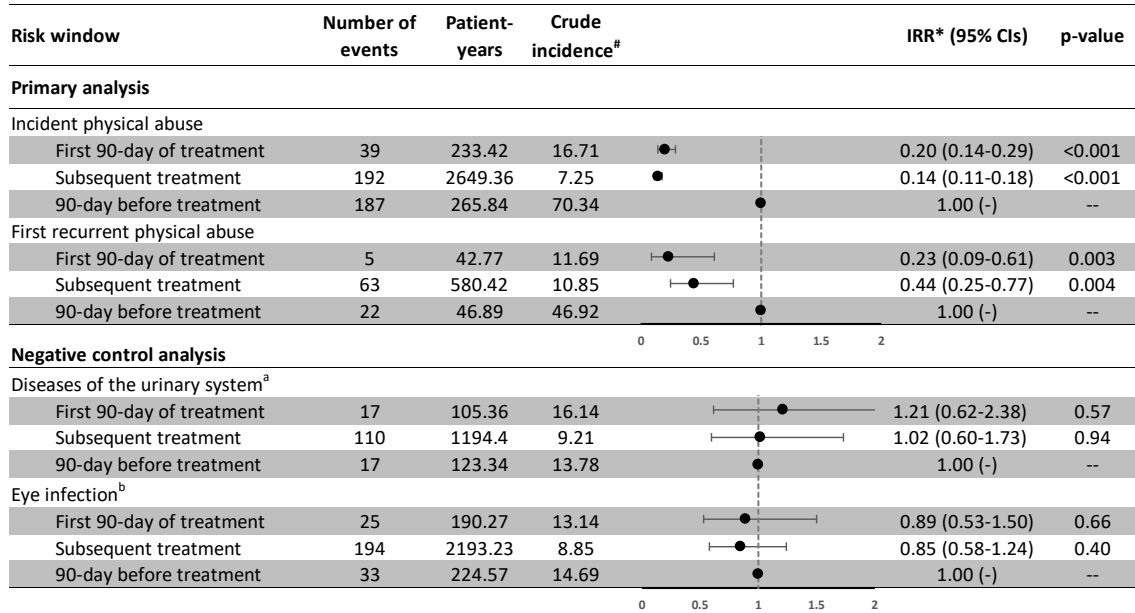 Risk window Number of events Patient-years Crude incidence# IRR* (95% CIs) p-value
Primary analysis
Incident physical abuse
First 90-day of treatment 39 233.42 16.71 0.20 (0.14-0.29) <0.001
Subsequent treatment 192 2649.36 7.25 0.14 (0.11-0.18) <0.001
90-day before treatment 187 265.84 70.34 1.00 (-) --
First recurrent physical abuse
First 90-day of treatment 5 42.77 11.69 0.23 (0.09-0.61) 0.003
Subsequent treatment 63 580.42 10.85 0.44 (0.25-0.77) 0.004
90-day before treatment 22 46.89 46.92 1.00 (-) --
0 0.5 1 1.5 2
Negative control analysis
Diseases of the urinary systemᵃ
First 90-day of treatment 17 105.36 16.14 1.21 (0.62-2.38) 0.57
Subsequent treatment 110 1194.4 9.21 1.02 (0.60-1.73) 0.94
90-day before treatment 17 123.34 13.78 1.00 (-) --
Eye infectionᵇ
First 90-day of treatment 25 190.27 13.14 0.89 (0.53-1.50) 0.66
Subsequent treatment 194 2193.23 8.85 0.85 (0.58-1.24) 0.40
90-day before treatment 33 224.57 14.69 1.00 (-) --
0 0.5 1 1.5 2